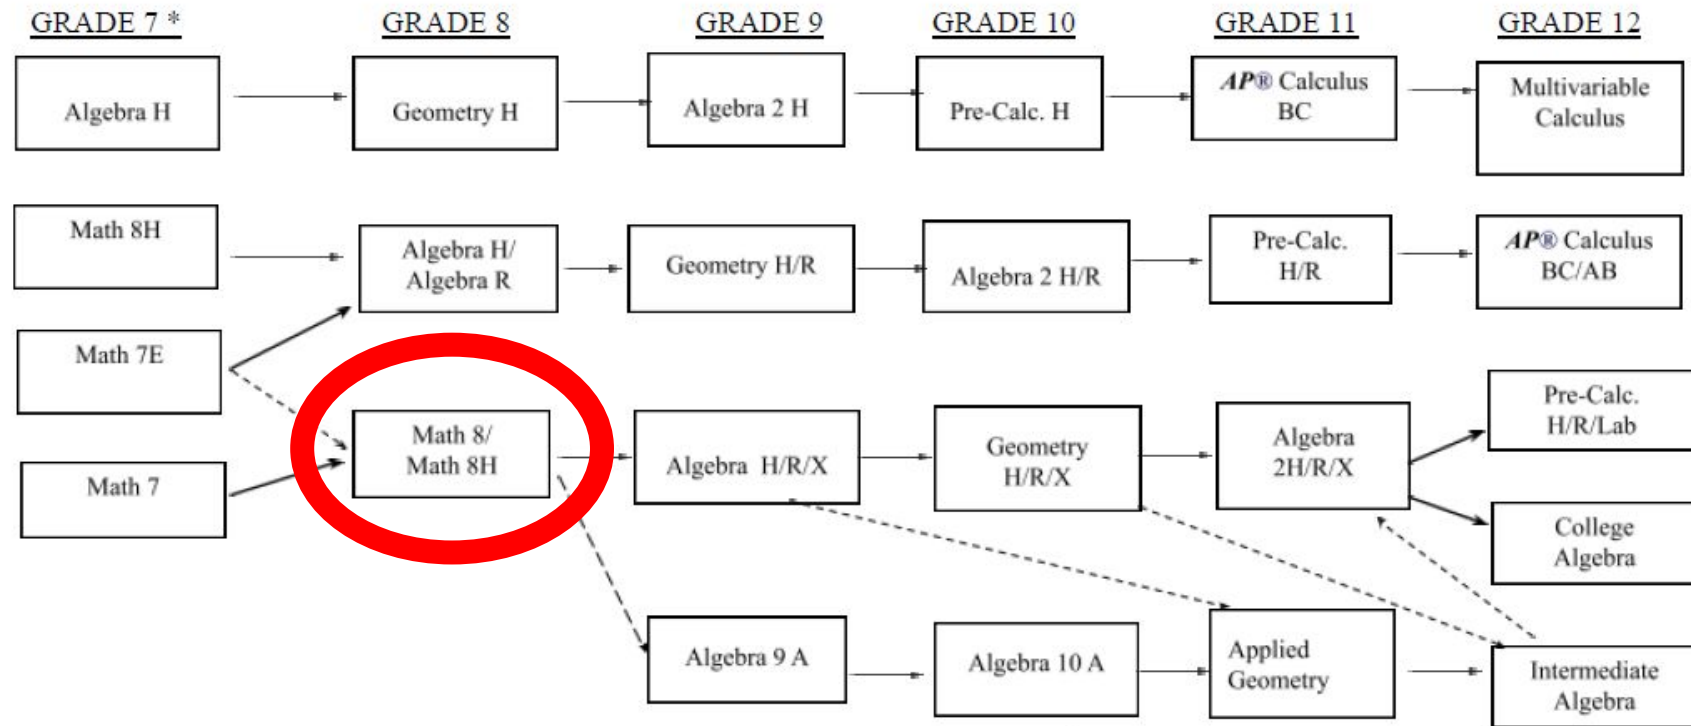 GRADE 7 *
GRADE 8
GRADE 9
GRADE 10
GRADE 11
GRADE 12
Algebra H
Geometry H
Algebra 2 H
Pre-Calc. H
AP® Calculus
BC
Multivariable
Calculus
Math 8H
Algebra H/
Algebra R
Geometry H/R
Algebra 2 H/R
Pre-Calc.
H/R
AP® Calculus
BC/AB
Math 7E
Math 7
Math 8/
Math 8H
Algebra H/R/X
Geometry
H/R/X
Algebra
2H/R/X
Pre-Calc.
H/R/Lab
College
Algebra
Algebra 9 A
Algebra 10 A
Applied
Geometry
Intermediate
Algebra